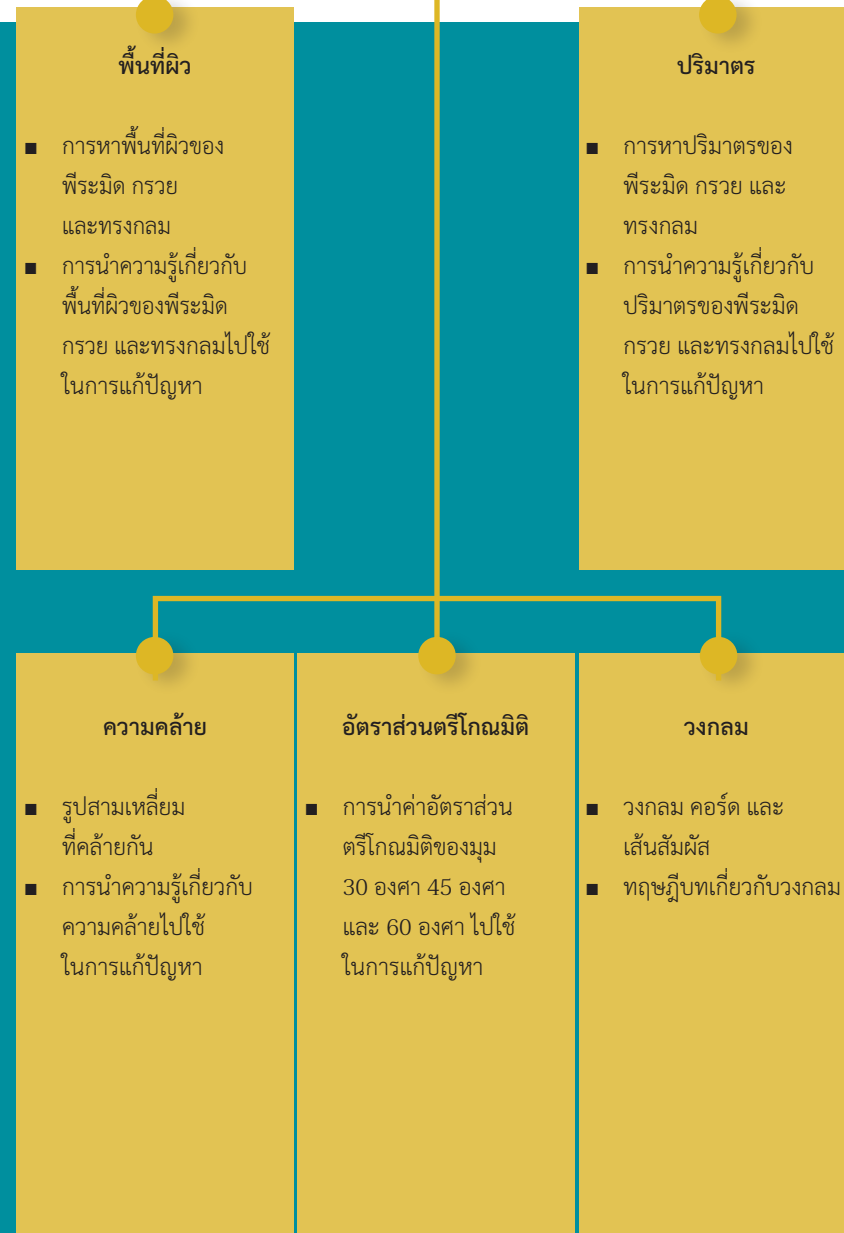 พื้นที่ผิว
■ การหาพื้นที่ผิวของ
พีระมิด กรวย
และทรงกลม
■ การนำความรู้เกี่ยวกับ
พื้นที่ผิวของพีระมิด
กรวย และทรงกลมไปใช้
ในการแก้ปัญหา
ปริมาตร
■ การหาปริมาตรของ
พีระมิด กรวย และ
ทรงกลม
■ การนำความรู้เกี่ยวกับ
ปริมาตรของพีระมิด
กรวย และทรงกลมไปใช้
ในการแก้ปัญหา
ความคล้าย
■ รูปสามเหลี่ยม
ที่คล้ายกัน
■ การนำความรู้เกี่ยวกับ
ความคล้ายไปใช้
ในการแก้ปัญหา
อัตราส่วนตรีโกณมิติ
■ การนำค่าอัตราส่วน
ตรีโกณมิติของมุม
30 องศา 45 องศา
และ 60 องศา ไปใช้
ในการแก้ปัญหา
วงกลม
■ วงกลม คอร์ด และ
เส้นสัมผัส
■ ทฤษฎีบทเกี่ยวกับวงกลม